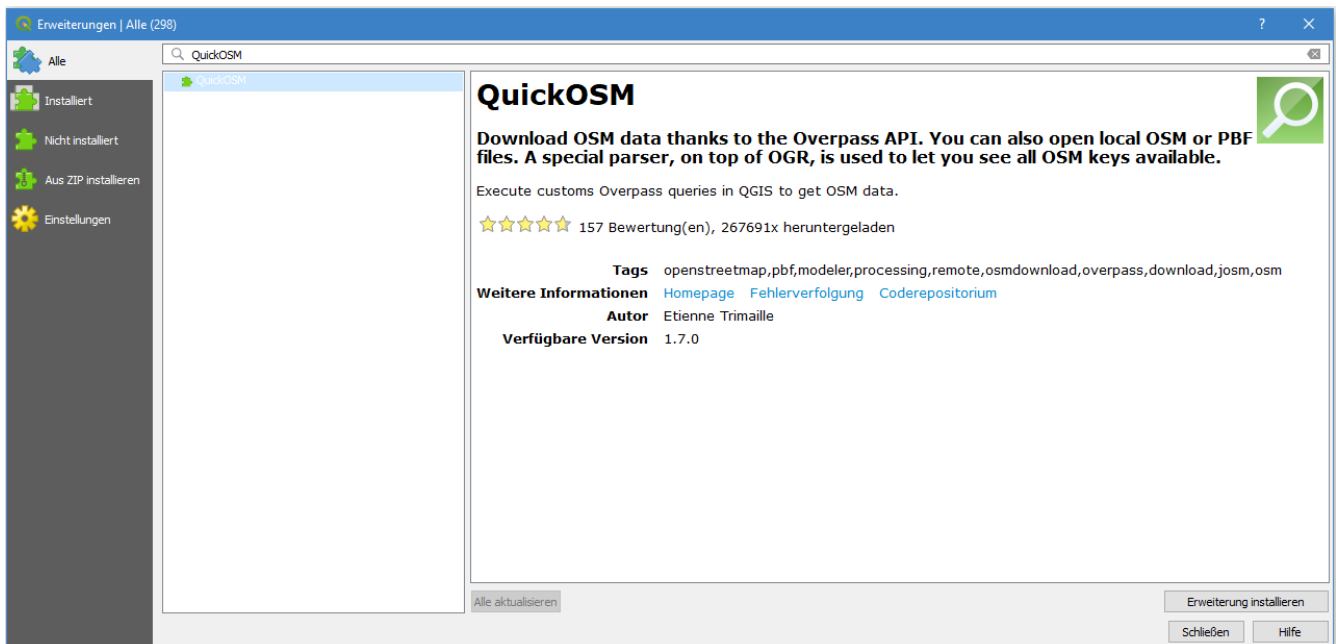 Erweiterungen | Alle (298)
?
Alle
QuickOSM
Installiert
Nicht installiert
Aus ZIP installieren
Einstellungen
QuickOSM
QuickOSM
Download OSM data thanks to the Overpass API. You can also open local OSM or PBF
files. A special parser, on top of OGR, is used to let you see all OSM keys available.
Execute customs Overpass queries in QGIS to get OSM data.
157 Bewertung(en), 267691x heruntergeladen
Tags openstreetmap,pbf,modeler,processing,remote,osmdownload,overpass,download,josm,osm
Weitere Informationen Homepage Fehlerverfolgung Coderepositorium
Autor Etienne Trimaille
Verfügbare Version 1.7.0
Alle aktualisieren
Erweiterung installieren
Schließen
Hilfe